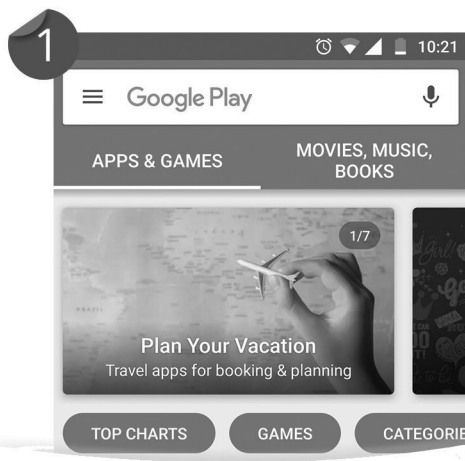 1
10:21
Google Play
APPS & GAMES
MOVIES, MUSIC,
BOOKS
1/7
BRAZIL
Plan Your Vacation
Travel apps for booking & planning
TOP CHARTS
GAMES
CATEGORIE